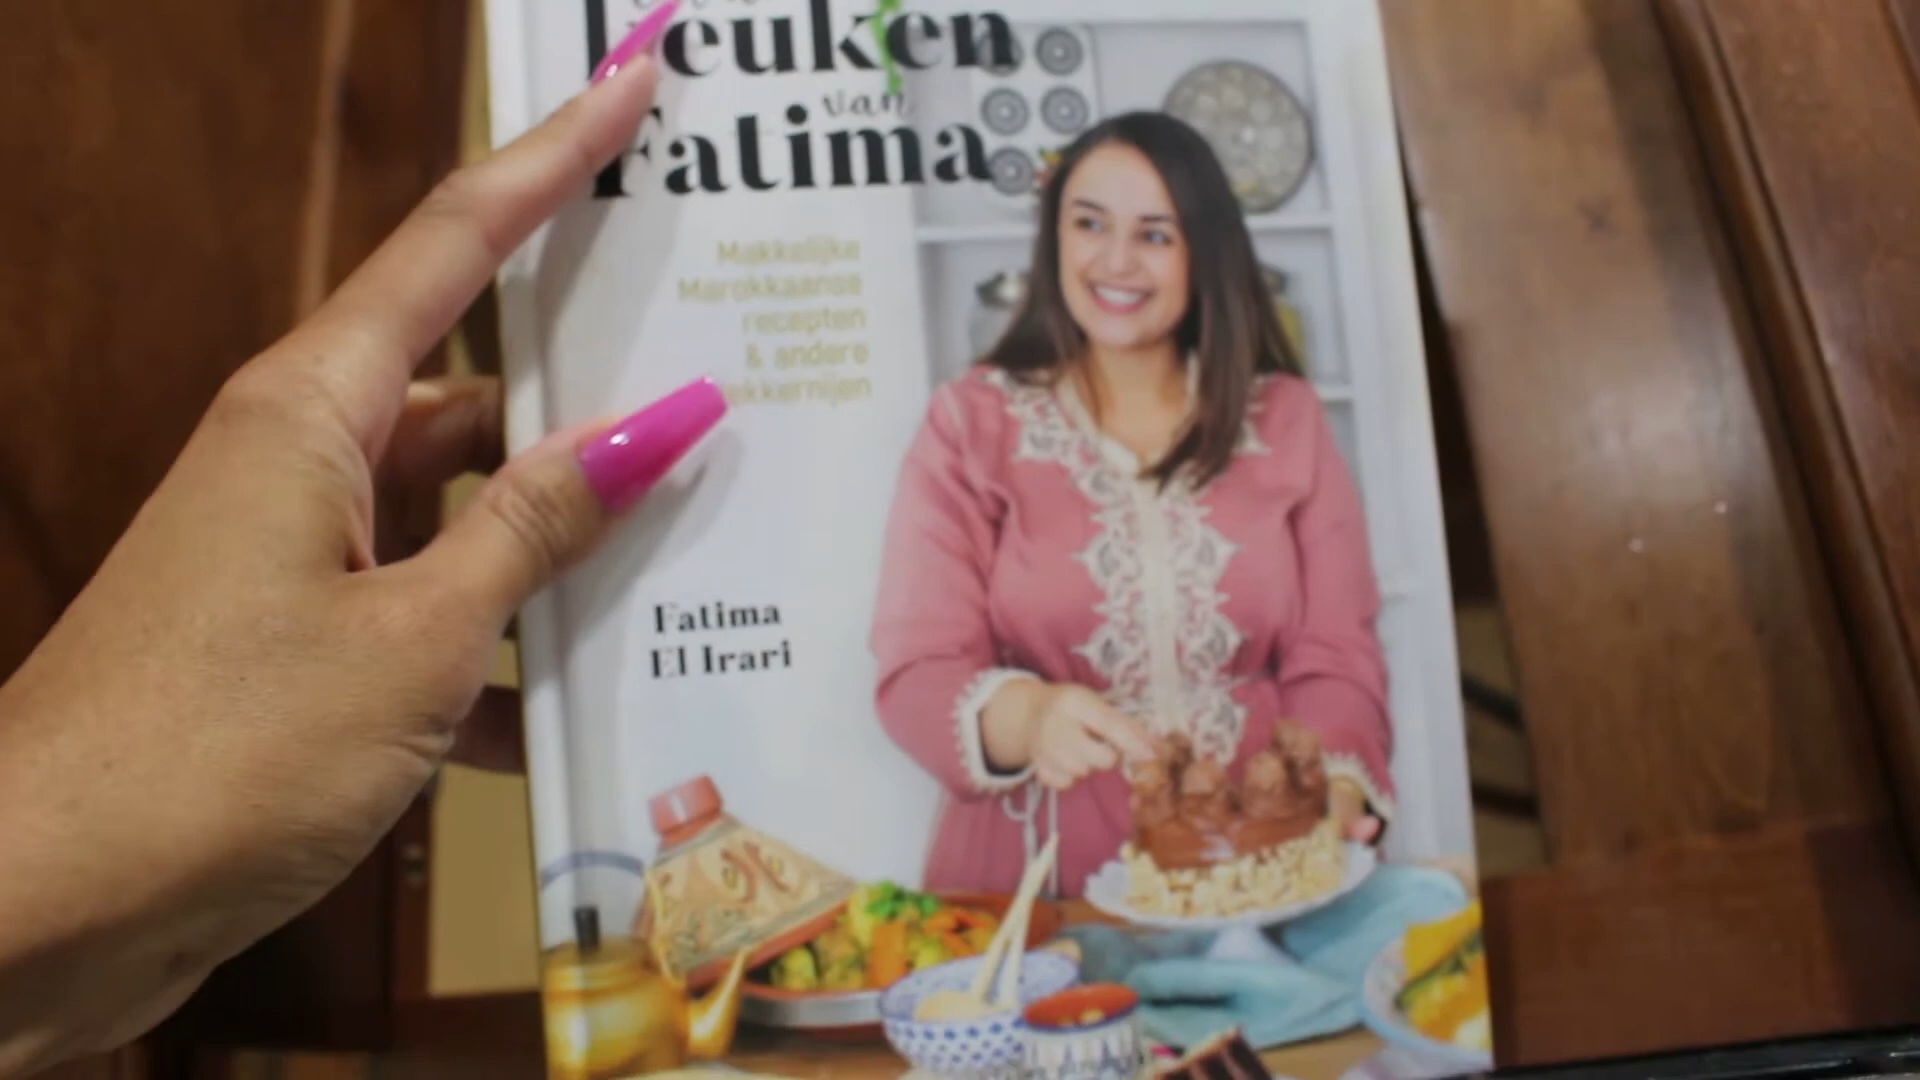 keuken
van
Fatima
Makkelijke
Marokkaanse
recepten
& andere
lekkernijen
Fatima
El Irari